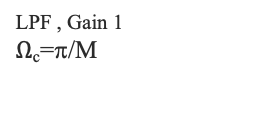 LPF , Gain 1
Ωc=π/M